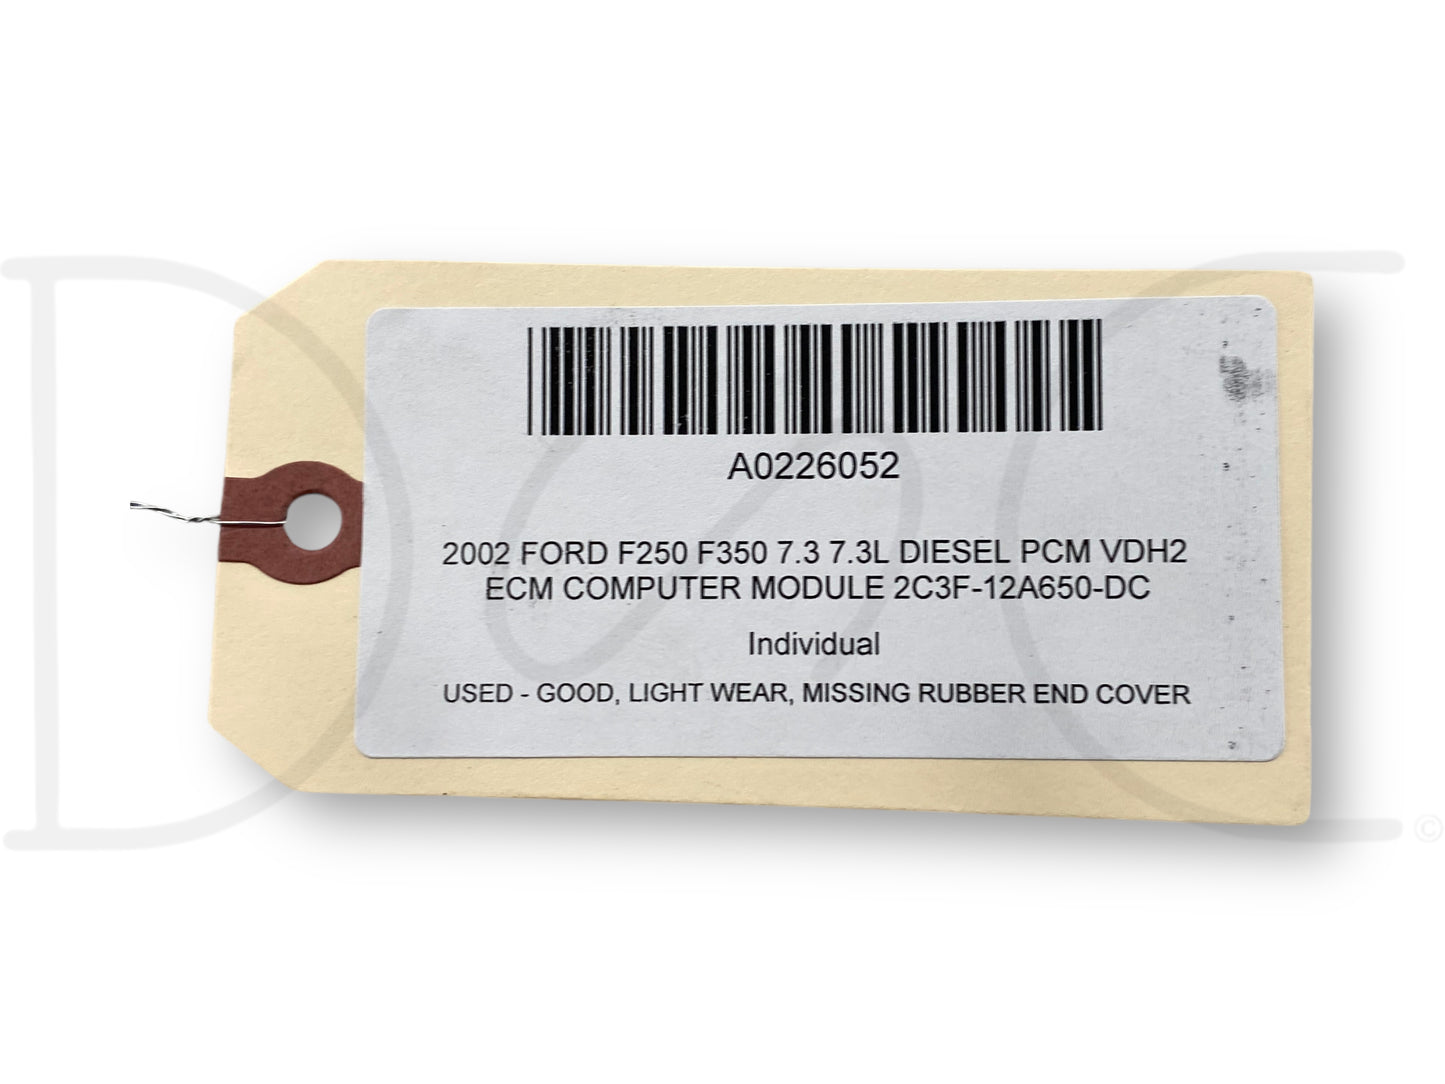 A0226052
2002 FORD F250 F350 7.3 7.3L DIESEL PCM VDH2
ECM COMPUTER MODULE 2C3F-12A650-DC
Individual
USED - GOOD, LIGHT WEAR, MISSING RUBBER END COVER
©